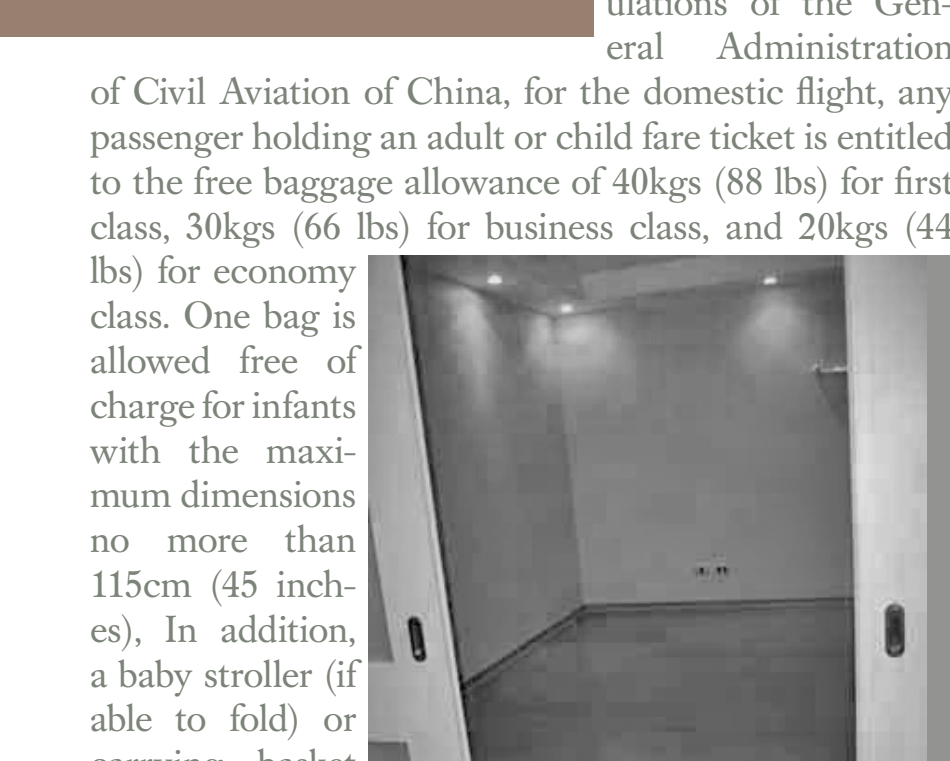 ulations of the Gen-
eral Administration
of Civil Aviation of China, for the domestic flight, any
passenger holding an adult or child fare ticket is entitled
to the free baggage allowance of 40kgs (88 lbs) for first
class, 30kgs (66 lbs) for business class, and 20kgs (44
lbs) for economy
class. One bag is
allowed free of
charge for infants
with the maxi-
mum dimensions
no more than
115cm (45 inch-
es), In addition,
a baby stroller (if
able to fold) or
carrying basket